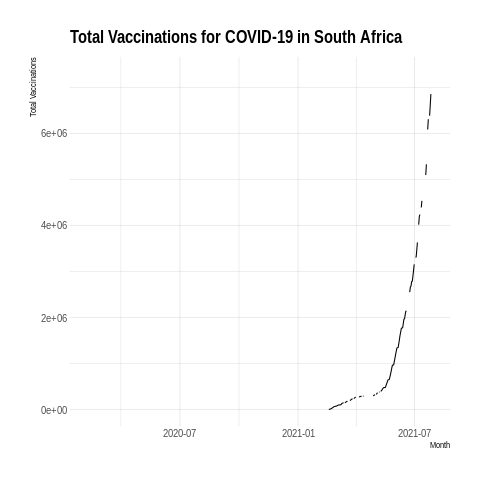 Total Vaccinations for COVID-19 in South Africa
Total Vaccinations
6e+06
4e+06
2e+06
0e+00
2020-07 2021-01 2021-07
Month